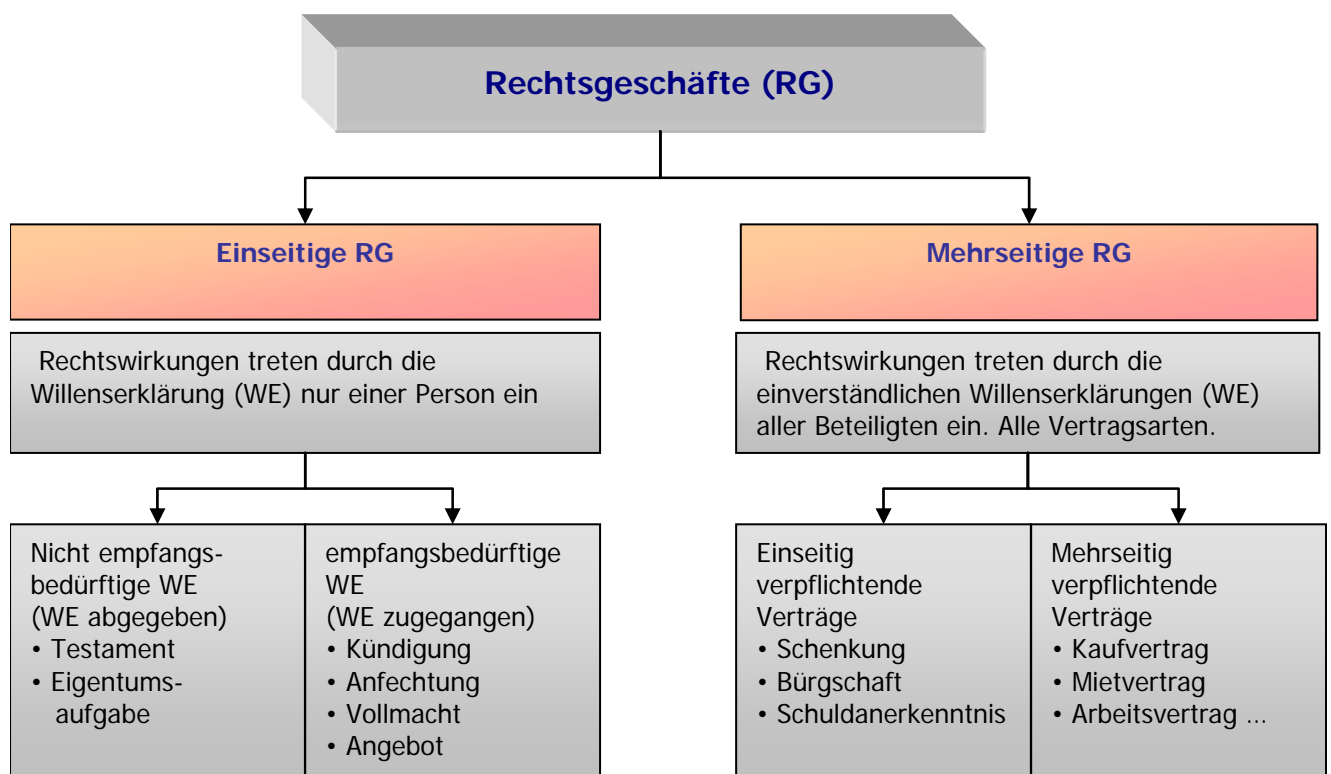 Rechtsgeschäfte (RG)
Einseitige RG
Rechtswirkungen treten durch die
Willenserklärung (WE) nur einer Person ein
Nicht empfangs-
bedürftige WE
(WE abgegeben)
• Testament
• Eigentums-
aufgabe
empfangsbedürftige
WE
(WE zugegangen)
• Kündigung
• Anfechtung
• Vollmacht
• Angebot
Mehrseitige RG
Rechtswirkungen treten durch die
einverständlichen Willenserklärungen (WE)
aller Beteiligten ein. Alle Vertragsarten.
Einseitig
verpflichtende
Verträge
• Schenkung
• Bürgschaft
• Schuldanerkenntnis
Mehrseitig
verpflichtende
Verträge
• Kaufvertrag
• Mietvertrag
• Arbeitsvertrag ...